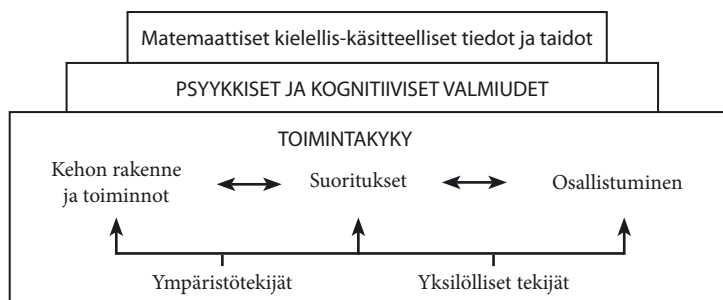 Matemaattiset kielellis-käsitteelliset tiedot ja taidot
PSYYKKISET JA KOGNITIIVISET VALMIUDET
TOIMINTAKYKY
Kehon rakenne
ja toiminnot
Suoritukset
Osallistuminen
Ympäristötekijät
Yksilölliset tekijät